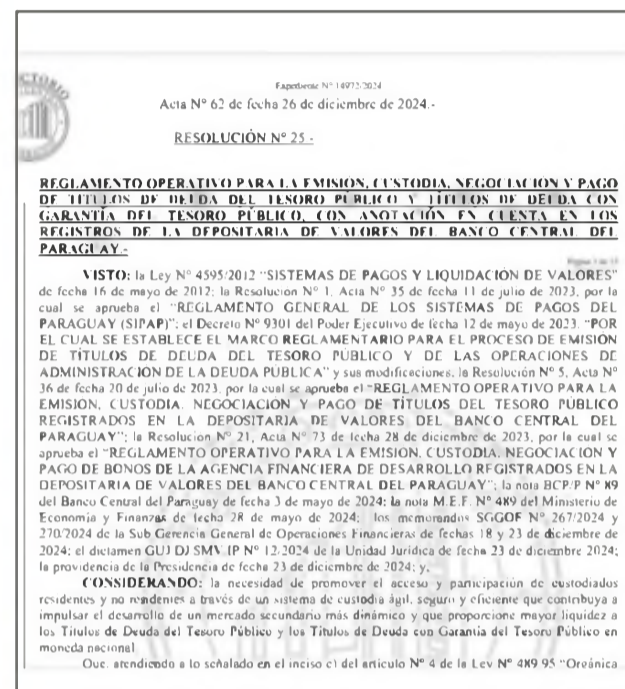 Expediente N° 14973/2024
Acta N° 62 de fecha 26 de diciembre de 2024.-
RESOLUCIÓN N° 25.-
REGLAMENTO OPERATIVO PARA LA EMISIÓN, CUSTODIA, NEGOCIACIÓN Y PAGO
DE TÍTULOS DE DEUDA DEL TESORO PÚBLICO Y TÍTULOS DE DEUDA CON
GARANTÍA DEL TESORO PÚBLICO, CON ANOTACIÓN EN CUENTA EN LOS
REGISTROS DE LA DEPOSITARIA DE VALORES DEL BANCO CENTRAL DEL
PARAGUAY.-
VISTO: la Ley N° 4595/2012 "SISTEMAS DE PAGOS Y LIQUIDACIÓN DE VALORES"
de fecha 16 de mayo de 2012; la Resolución N° 1, Acta N° 35 de fecha 11 de julio de 2023, por la
cual se aprueba el "REGLAMENTO GENERAL DE LOS SISTEMAS DE PAGOS DEL
PARAGUAY (SIPAP)"; el Decreto N° 9301 del Poder Ejecutivo de fecha 12 de mayo de 2023, "POR
EL CUAL SE ESTABLECE EL MARCO REGLAMENTARIO PARA EL PROCESO DE EMISIÓN
DE TÍTULOS DE DEUDA DEL TESORO PÚBLICO Y DE LAS OPERACIONES DE
ADMINISTRACIÓN DE LA DEUDA PÚBLICA" y sus modificaciones; la Resolución N° 5, Acta N°
36 de fecha 20 de julio de 2023, por la cual se aprueba el "REGLAMENTO OPERATIVO PARA LA
EMISIÓN, CUSTODIA, NEGOCIACIÓN Y PAGO DE TÍTULOS DEL TESORO PÚBLICO
REGISTRADOS EN LA DEPOSITARIA DE VALORES DEL BANCO CENTRAL DEL
PARAGUAY"; la Resolución N° 21, Acta N° 73 de fecha 28 de diciembre de 2023, por la cual se
aprueba el "REGLAMENTO OPERATIVO PARA LA EMISIÓN, CUSTODIA, NEGOCIACIÓN Y
PAGO DE BONOS DE LA AGENCIA FINANCIERA DE DESARROLLO REGISTRADOS EN LA
DEPOSITARIA DE VALORES DEL BANCO CENTRAL DEL PARAGUAY"; la nota BCP/P N° 89
del Banco Central del Paraguay de fecha 3 de mayo de 2024; la nota M.E.F. N° 489 del Ministerio de
Economía y Finanzas de fecha 28 de mayo de 2024; los memorandos SGGOF N° 267/2024 y
270/2024 de la Sub Gerencia General de Operaciones Financieras de fechas 18 y 23 de diciembre de
2024; el dictamen GUJ DJ SMV IP N° 12/2024 de la Unidad Jurídica de fecha 23 de diciembre 2024;
la providencia de la Presidencia de fecha 23 de diciembre de 2024; y,
CONSIDERANDO: la necesidad de promover el acceso y participación de custodiados
residentes y no residentes a través de un sistema de custodia ágil, seguro y eficiente que contribuya a
impulsar el desarrollo de un mercado secundario más dinámico y que proporcione mayor liquidez a
los Títulos de Deuda del Tesoro Público y los Títulos de Deuda con Garantía del Tesoro Público en
moneda nacional.
Que, atendiendo a lo señalado en el inciso c) del artículo N° 4 de la Ley N° 489/95 "Orgánica